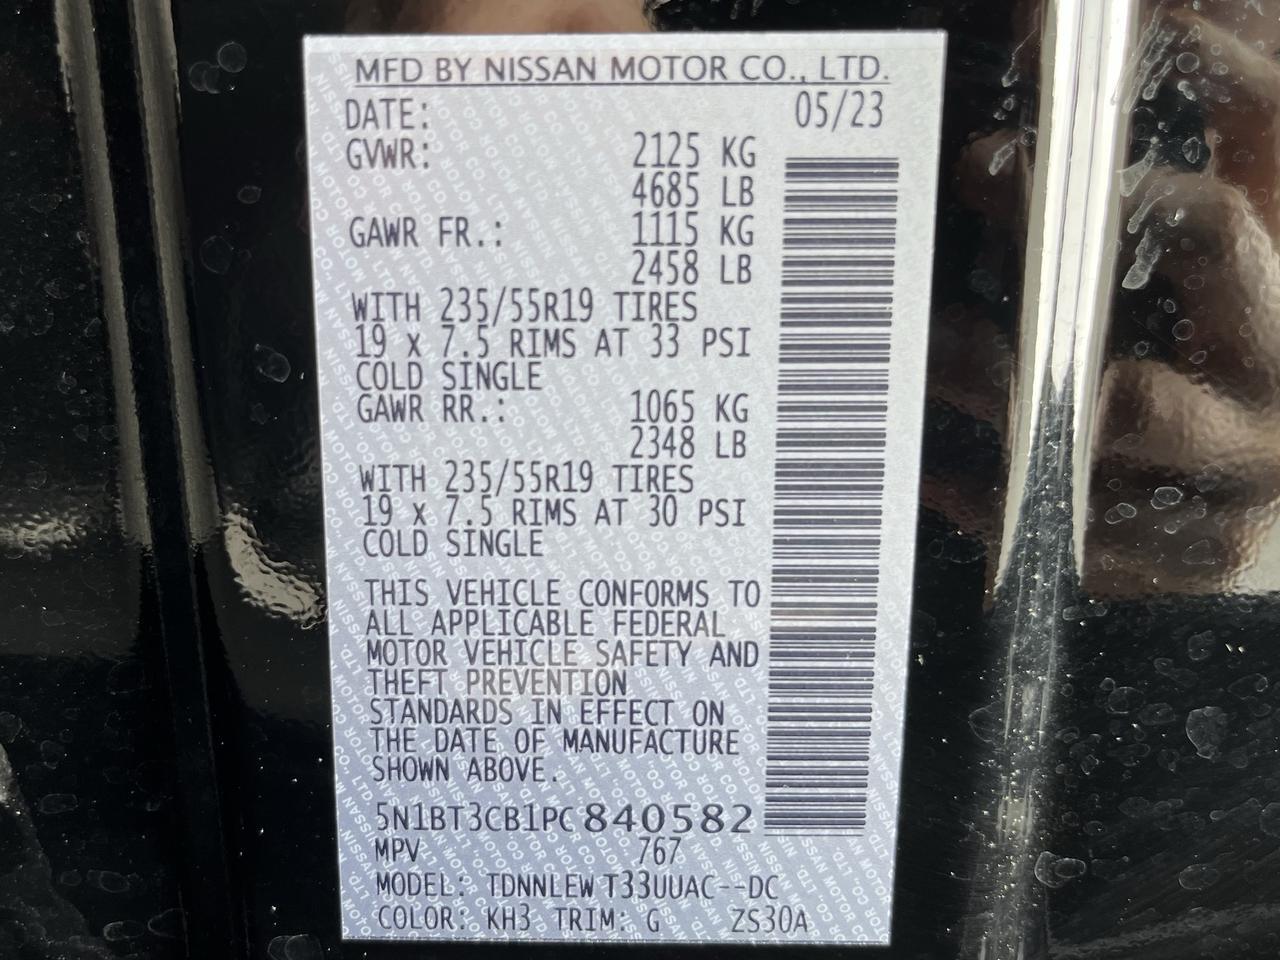 MFD BY NISSAN MOTOR CO., LTD.
DATE: 05/23
GVWR: 2125 KG
4685 LB
GAWR FR.: 1115 KG
2458 LB
WITH 235/55R19 TIRES
19 x 7.5 RIMS AT 33 PSI
COLD SINGLE
GAWR RR.: 1065 KG
2348 LB
WITH 235/55R19 TIRES
19 x 7.5 RIMS AT 30 PSI
COLD SINGLE
THIS VEHICLE CONFORMS TO
ALL APPLICABLE FEDERAL
MOTOR VEHICLE SAFETY AND
THEFT PREVENTION
STANDARDS IN EFFECT ON
THE DATE OF MANUFACTURE
SHOWN ABOVE.
5N1BT3CB1PC840582
MPV 767
MODEL: TDNNLEWT33UUAC--DC
COLOR: KH3 TRIM: G ZS30A